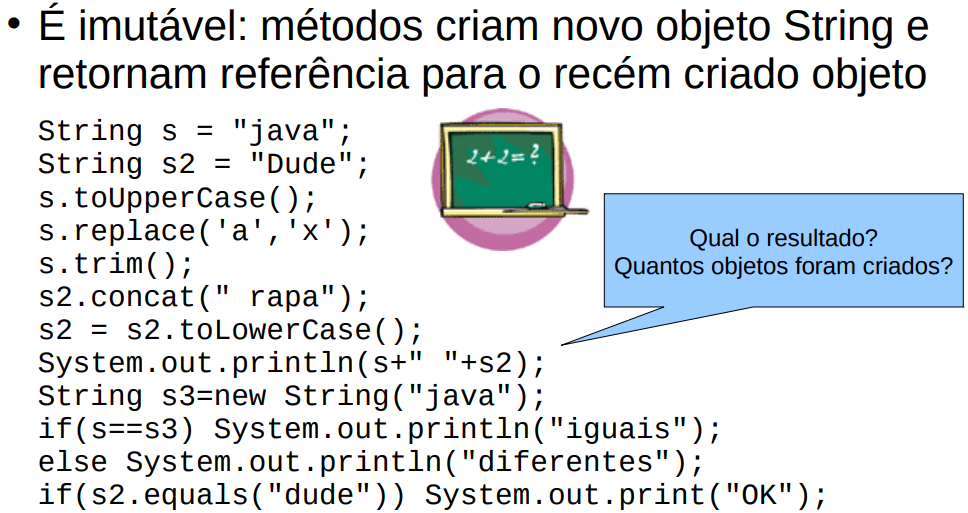 • É imutável: métodos criam novo objeto String e
retornam referência para o recém criado objeto
String s = "java";
String s2 = "Dude";
s.toUpperCase();
s.replace('a','x');
s.trim();
s2.concat(" rapa");
s2 = s2.toLowerCase();
System.out.println(s+" "+s2);
String s3=new String("java");
if(s==s3) System.out.println("iguais");
else System.out.println("diferentes");
if(s2.equals("dude")) System.out.print("OK");
2+2=?
Qual o resultado?
Quantos objetos foram criados?